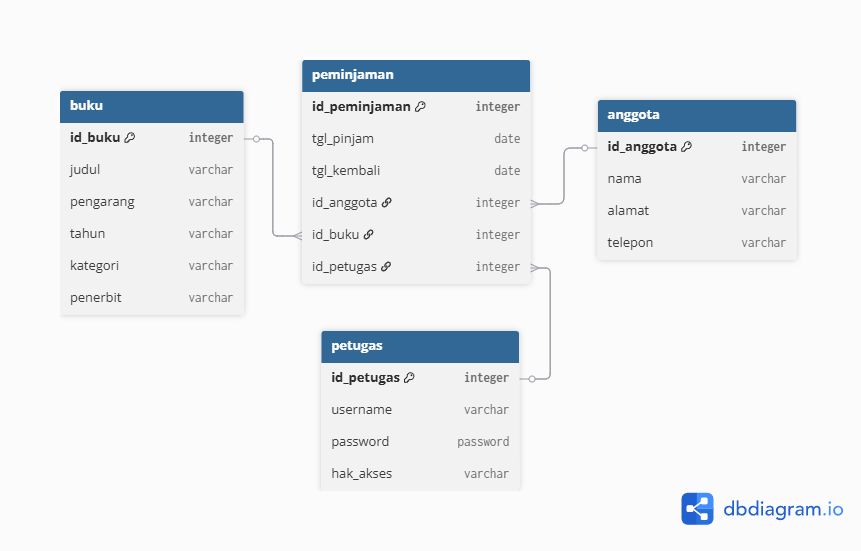 buku
id_buku integer
judul varchar
pengarang varchar
tahun varchar
kategori varchar
penerbit varchar
peminjaman
id_peminjaman integer
tgl_pinjam date
tgl_kembali date
id_anggota integer
id_buku integer
id_petugas integer
anggota
id_anggota integer
nama varchar
alamat varchar
telepon varchar
petugas
id_petugas integer
username varchar
password password
hak_akses varchar
dbdiagram.io